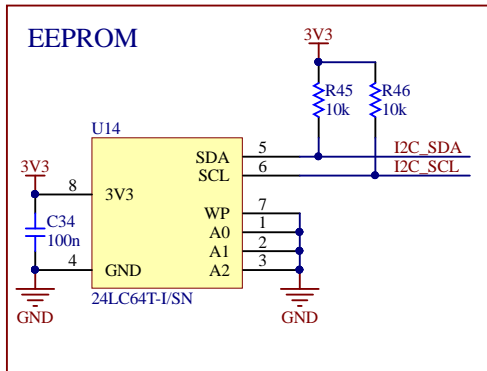 EEPROM
3V3
R45
10k
R46
10k
U14
SDA 5 I2C_SDA
SCL 6 I2C_SCL
3V3
8 3V3
WP 7
C34
100n
A0 1
A1 2
4 GND
A2 3
24LC64T-I/SN
GND
GND